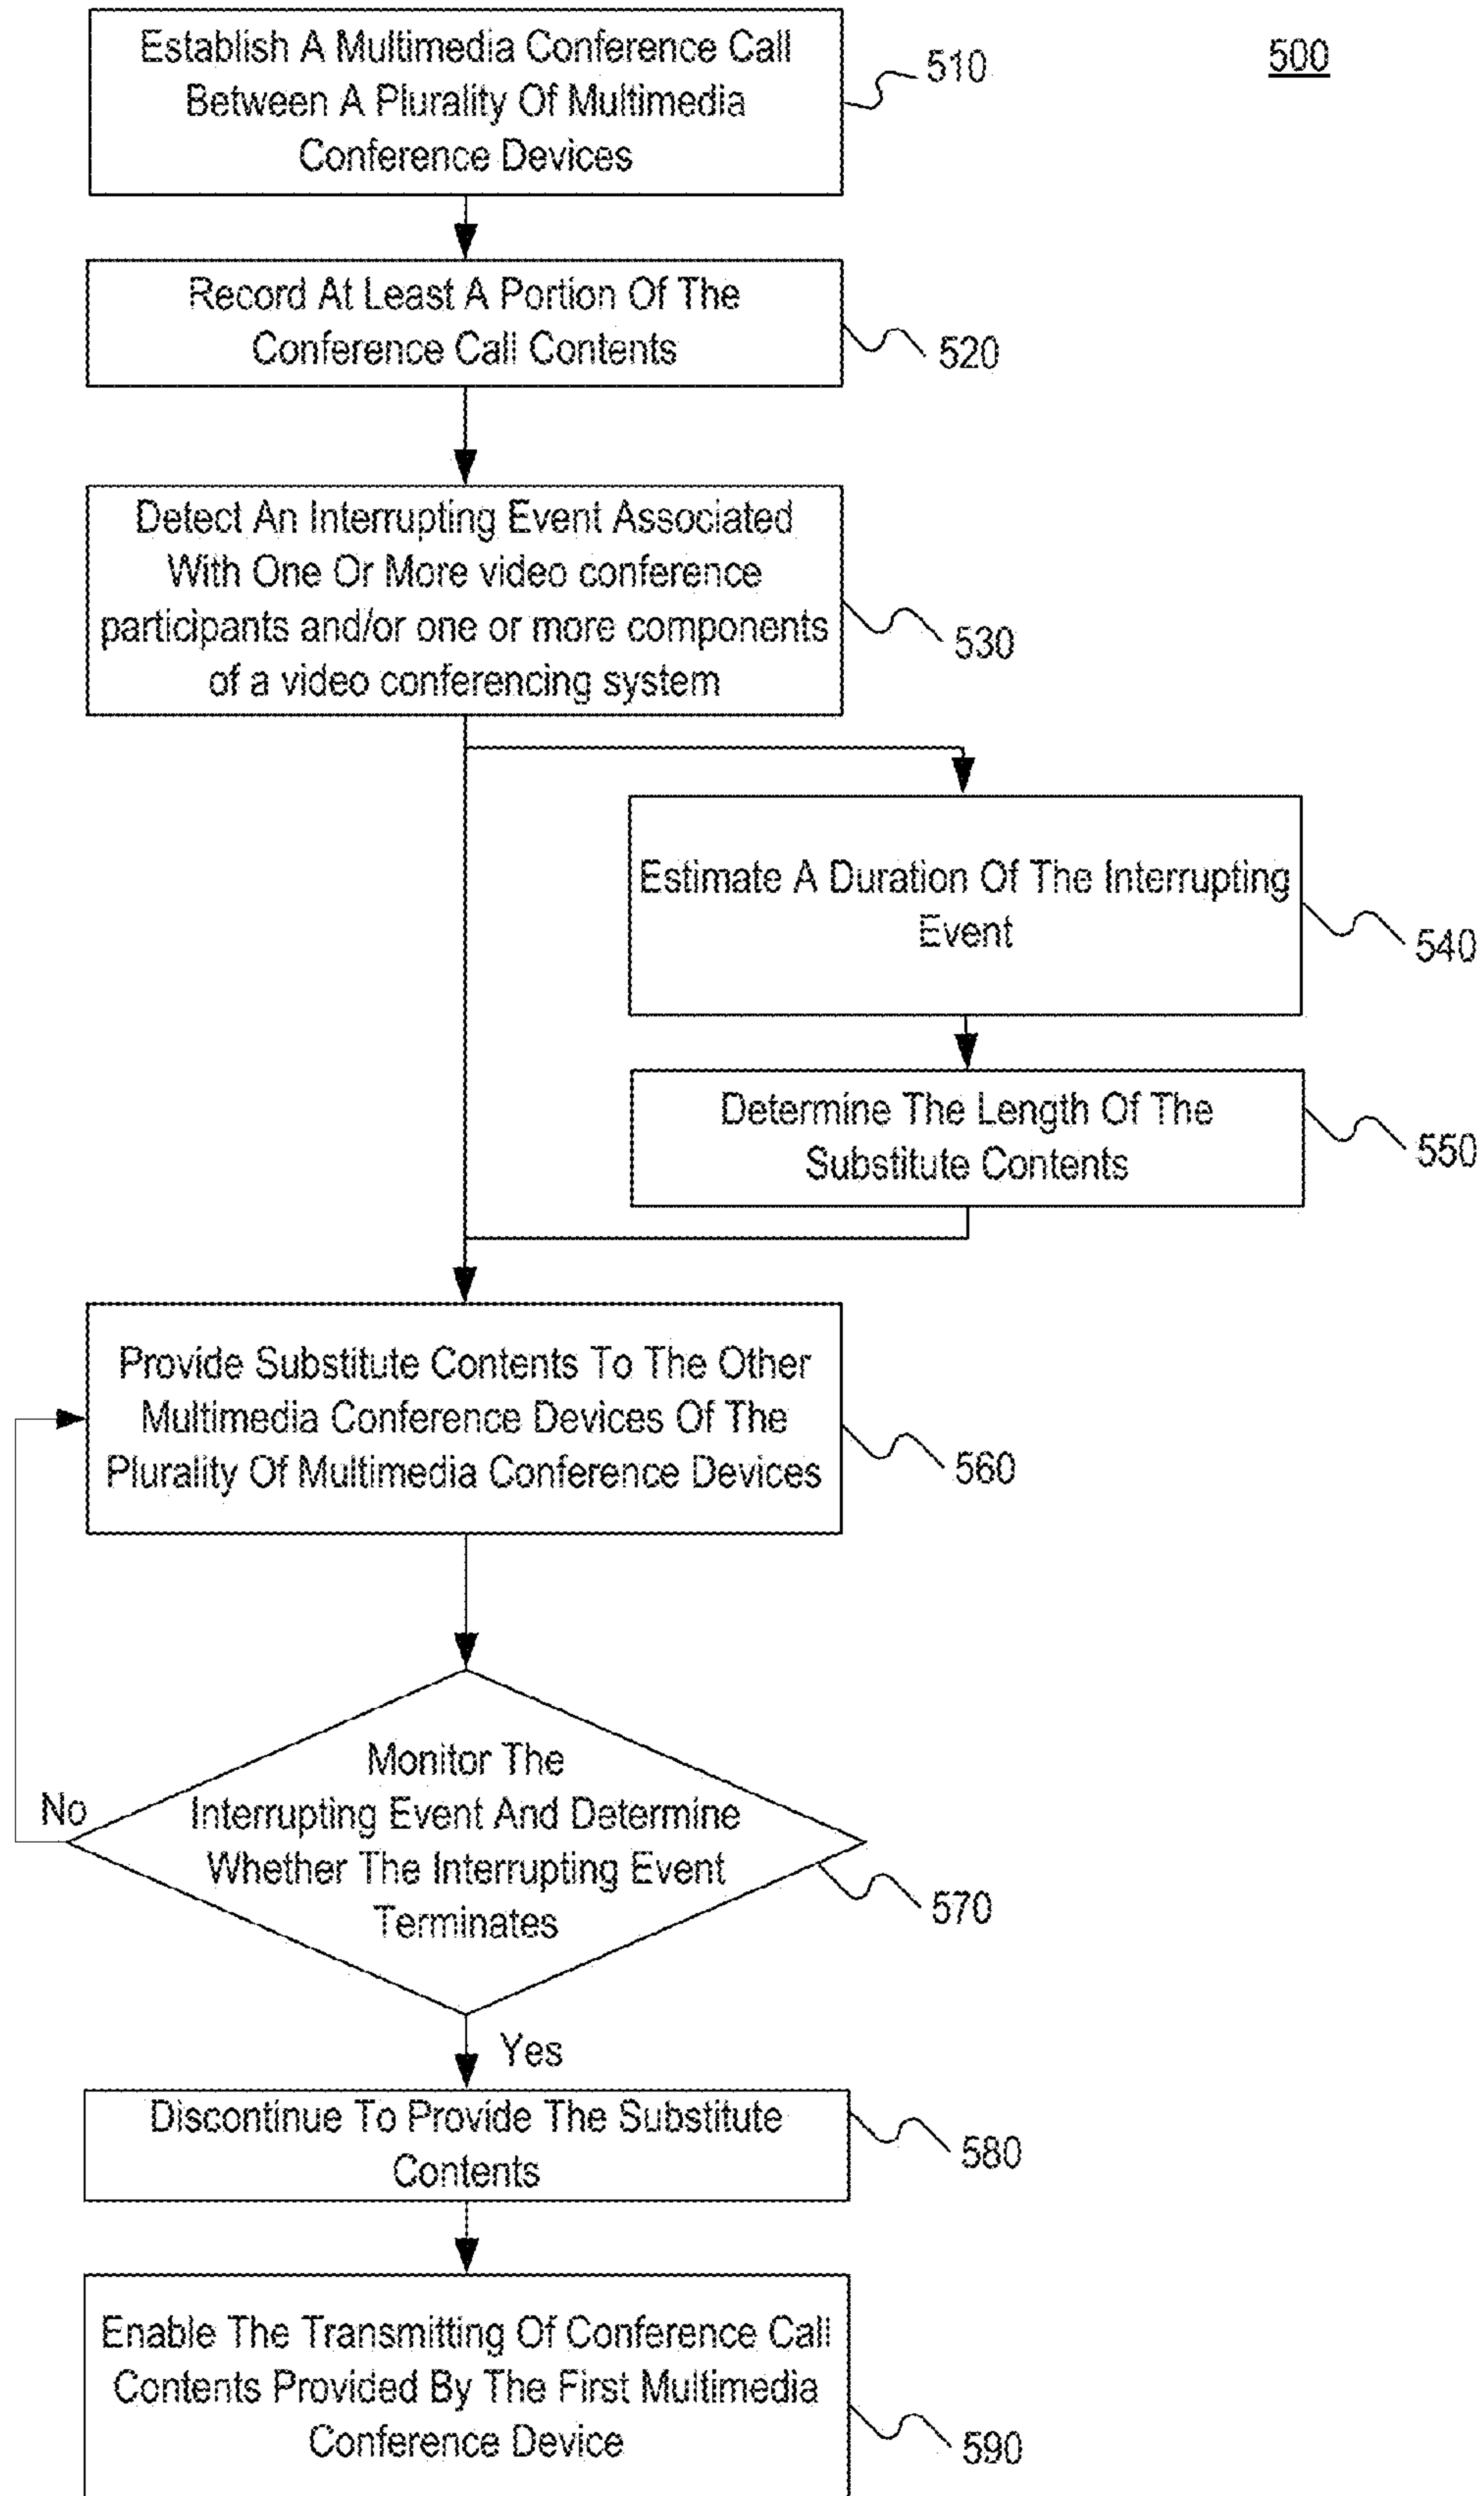 500
Establish A Multimedia Conference Call
Between A Plurality Of Multimedia
Conference Devices
510
Record At Least A Portion Of The
Conference Call Contents
520
Detect An Interrupting Event Associated
With One Or More video conference
participants and/or one or more components
of a video conferencing system
530
Estimate A Duration Of The Interrupting
Event
540
Determine The Length Of The
Substitute Contents
550
Provide Substitute Contents To The Other
Multimedia Conference Devices Of The
Plurality Of Multimedia Conference Devices
560
Monitor The
Interrupting Event And Determine
Whether The Interrupting Event
Terminates
570
No
Yes
Discontinue To Provide The Substitute
Contents
580
Enable The Transmitting Of Conference Call
Contents Provided By The First Multimedia
Conference Device
590